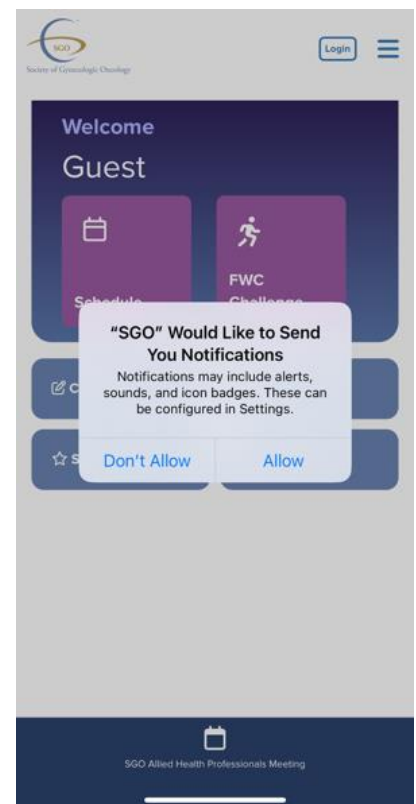 SGO
Society of Gynecologic Oncology
Login
Welcome
Guest
Schedule
FWC
Challenge
“SGO” Would Like to Send
You Notifications
Notifications may include alerts,
sounds, and icon badges. These can
be configured in Settings.
Don't Allow
Allow
SGO Allied Health Professionals Meeting